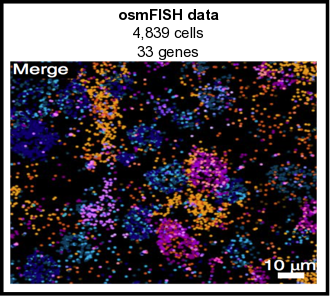 osmFISH data
4,839 cells
33 genes
Merge
10 μm